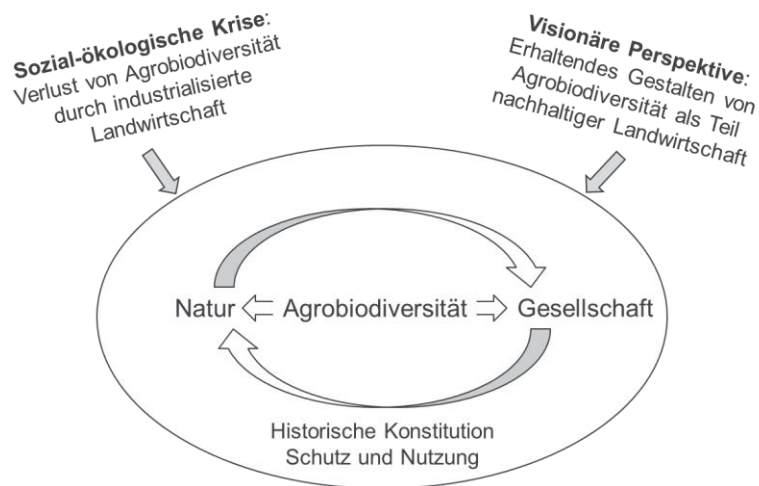 Sozial-ökologische Krise:
Verlust von Agrobiodiversität
durch industrialisierte
Landwirtschaft
Visionäre Perspektive:
Erhaltendes Gestalten von
Agrobiodiversität als Teil
nachhaltiger Landwirtschaft
Natur Agrobiodiversität Gesellschaft
Historische Konstitution
Schutz und Nutzung